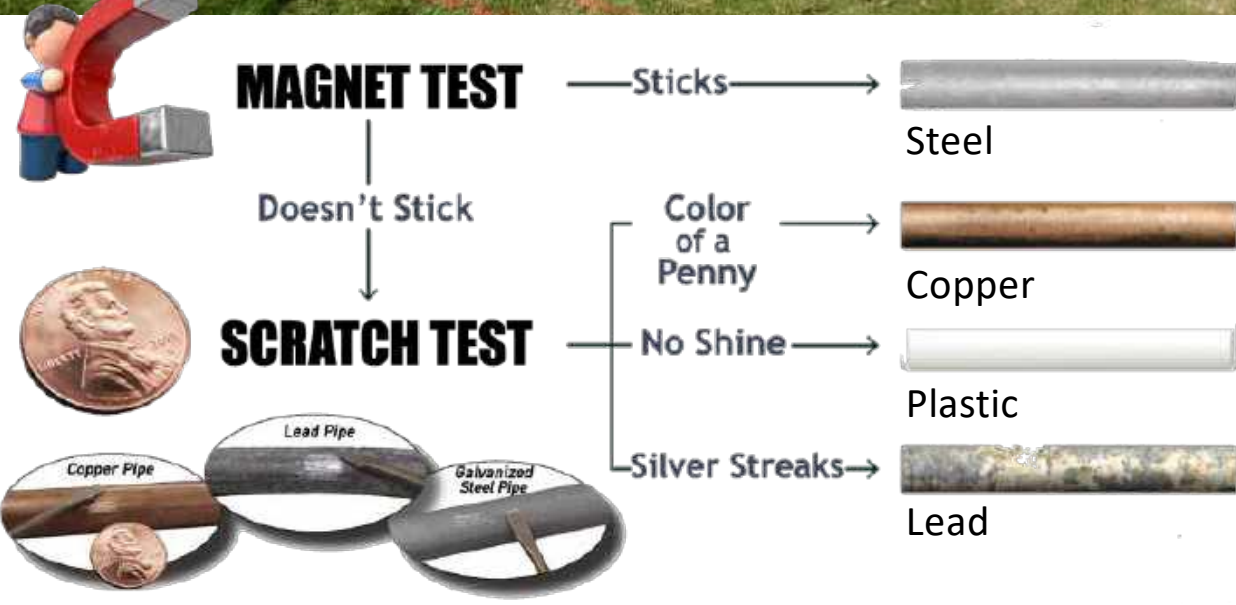 MAGNET TEST
Sticks
Steel
Doesn't Stick
Color
of a
Penny
Copper
SCRATCH TEST
No Shine
Plastic
Silver Streaks
Lead
Lead Pipe
Copper Pipe
Galvanized
Steel Pipe
LIBERTY